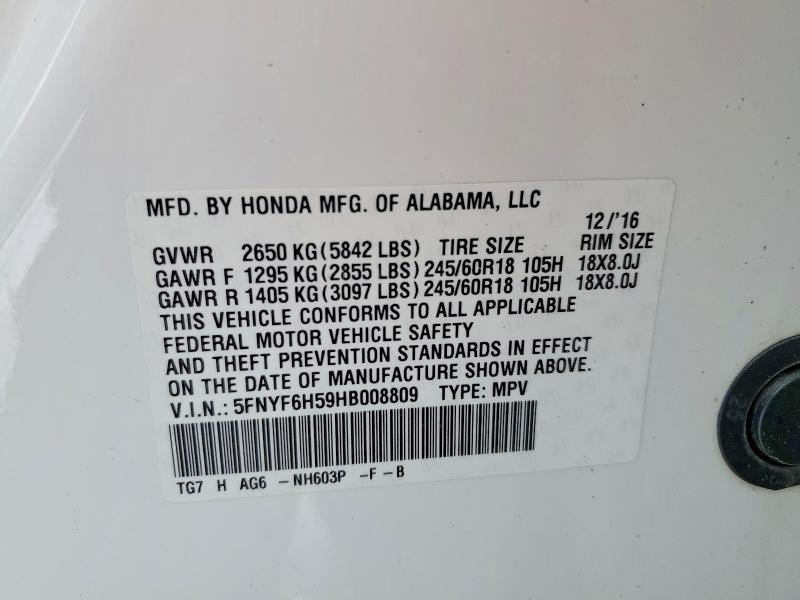 MFD. BY HONDA MFG. OF ALABAMA, LLC
12/'16
GVWR 2650 KG(5842 LBS) TIRE SIZE RIM SIZE
GAWR F 1295 KG(2855 LBS) 245/60R18 105H 18X8.0J
GAWR R 1405 KG(3097 LBS) 245/60R18 105H 18X8.0J
THIS VEHICLE CONFORMS TO ALL APPLICABLE
FEDERAL MOTOR VEHICLE SAFETY
AND THEFT PREVENTION STANDARDS IN EFFECT
ON THE DATE OF MANUFACTURE SHOWN ABOVE.
V.I.N.: 5FNYF6H59HB008809 TYPE: MPV
TG7 H AG6 -NH603P -F-B